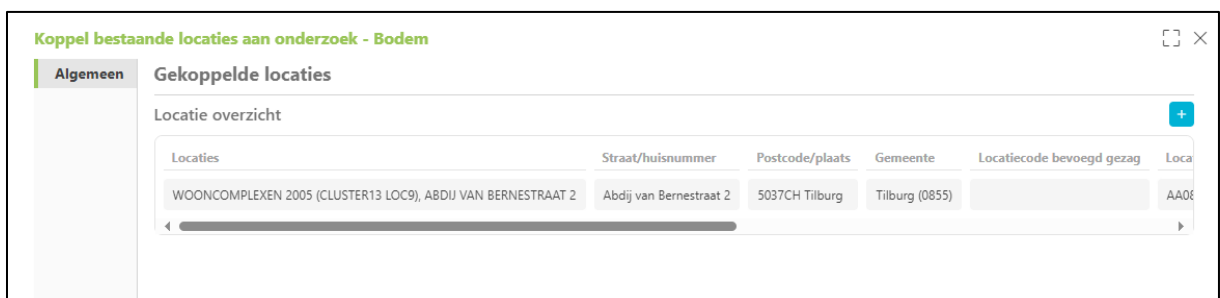 Koppel bestaande locaties aan onderzoek - Bodem
Algemeen
Gekoppelde locaties
Locatie overzicht
+
Locaties Straat/huisnummer Postcode/plaats Gemeente Locatiecode bevoegd gezag
WOONCOMPLEXEN 2005 (CLUSTER13 LOC9), ABDIJ VAN BERNESTRAAT 2 Abdij van Bernestraat 2 5037CH Tilburg Tilburg (0855)